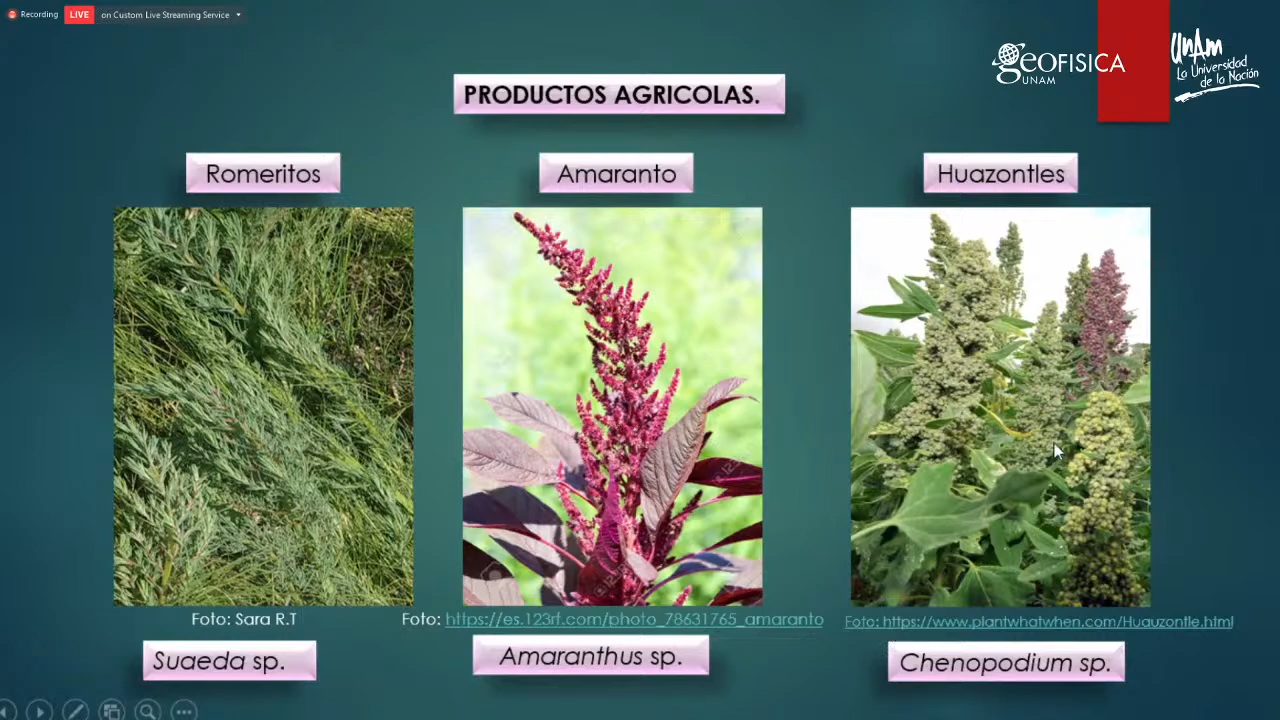 Recording
LIVE
on Custom Live Streaming Service
GEOFISICA
UNAM
UNAM
La Universidad
de la Nación
PRODUCTOS AGRICOLAS.
Romeritos
Amaranto
Huazontles
Foto: Sara R.T
Foto: https://es.123rf.com/photo_78631765_amaranto
Foto: https://www.plantwhatwhen.com/Huauzontle.html
Suaeda sp.
Amaranthus sp.
Chenopodium sp.